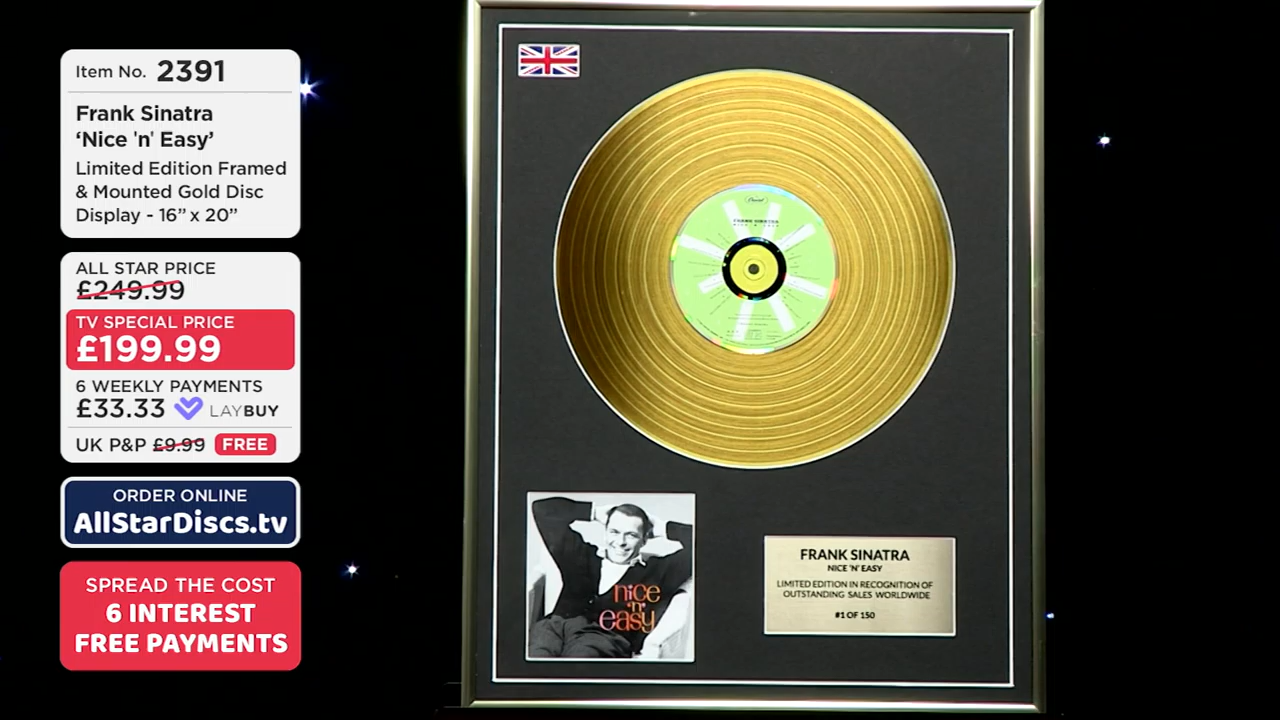 Item No. 2391
Frank Sinatra
‘Nice 'n' Easy’
Limited Edition Framed
& Mounted Gold Disc
Display - 16” x 20”
ALL STAR PRICE
£249.99
TV SPECIAL PRICE
£199.99
6 WEEKLY PAYMENTS
£33.33 LAYBUY
UK P&P £9.99 FREE
ORDER ONLINE
AllStarDiscs.tv
SPREAD THE COST
6 INTEREST
FREE PAYMENTS
Capitol
FRANK SINATRA
NICE 'N' EASY
nice
'n'
easy
FRANK SINATRA
NICE 'N' EASY
LIMITED EDITION IN RECOGNITION OF
OUTSTANDING SALES WORLDWIDE
#1 OF 150